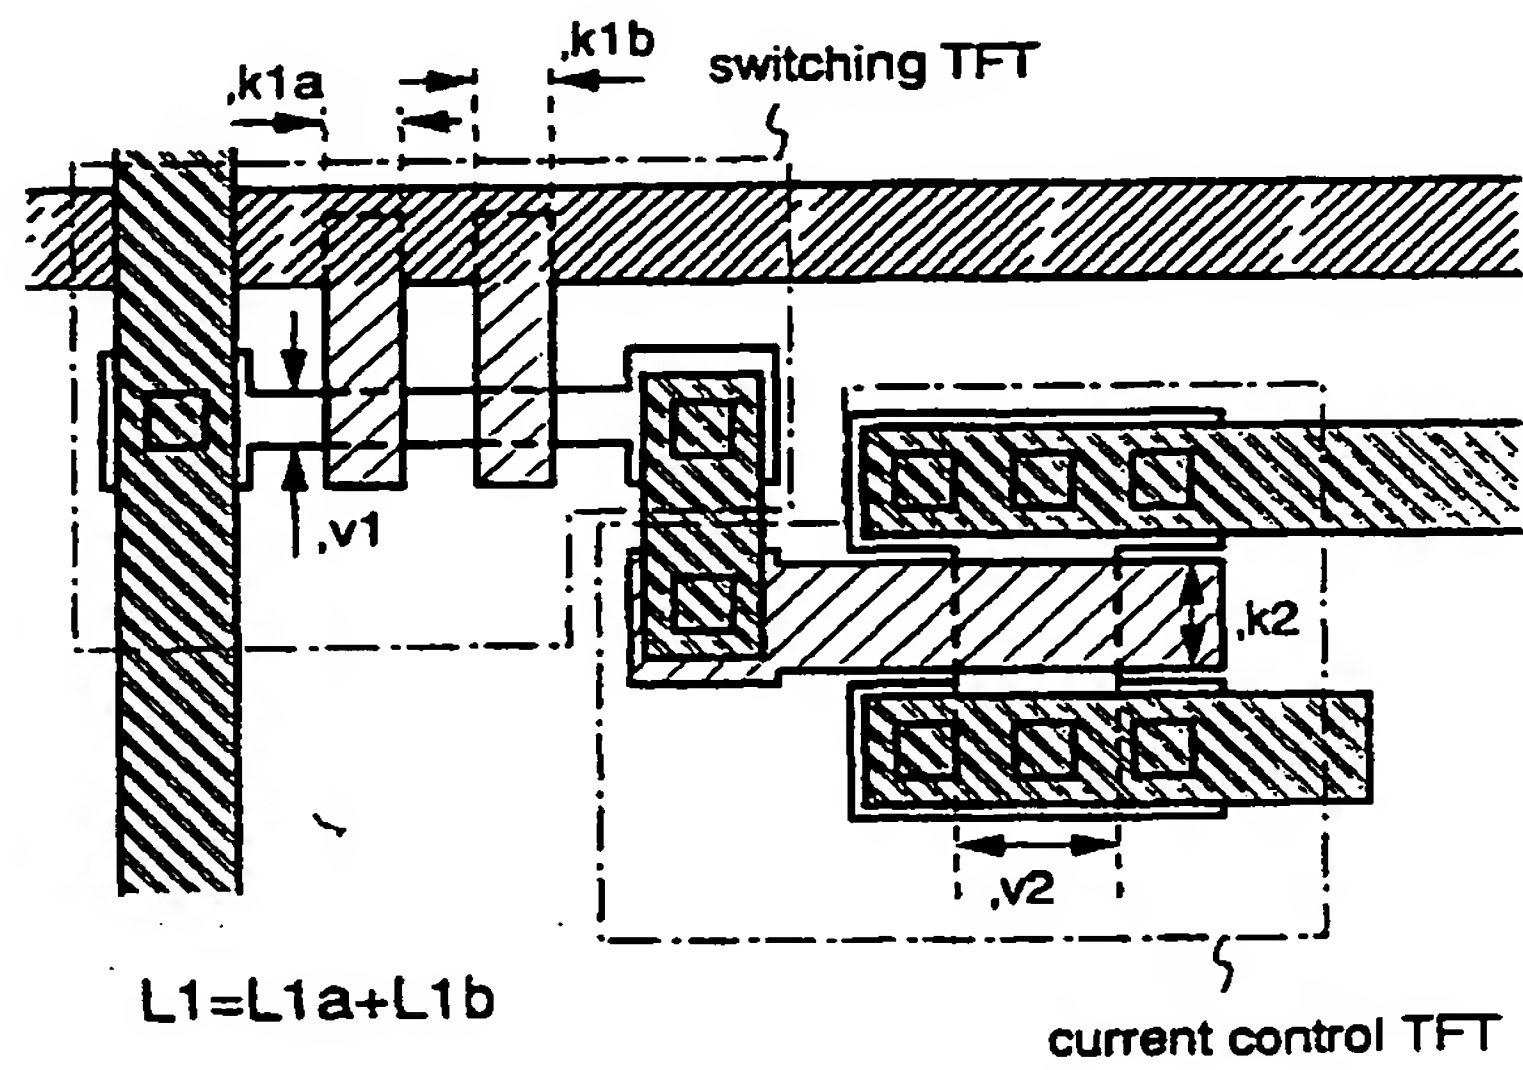 ,k1b
switching TFT
,k1a
,v1
,k2
,v2
L1=L1a+L1b
current control TFT